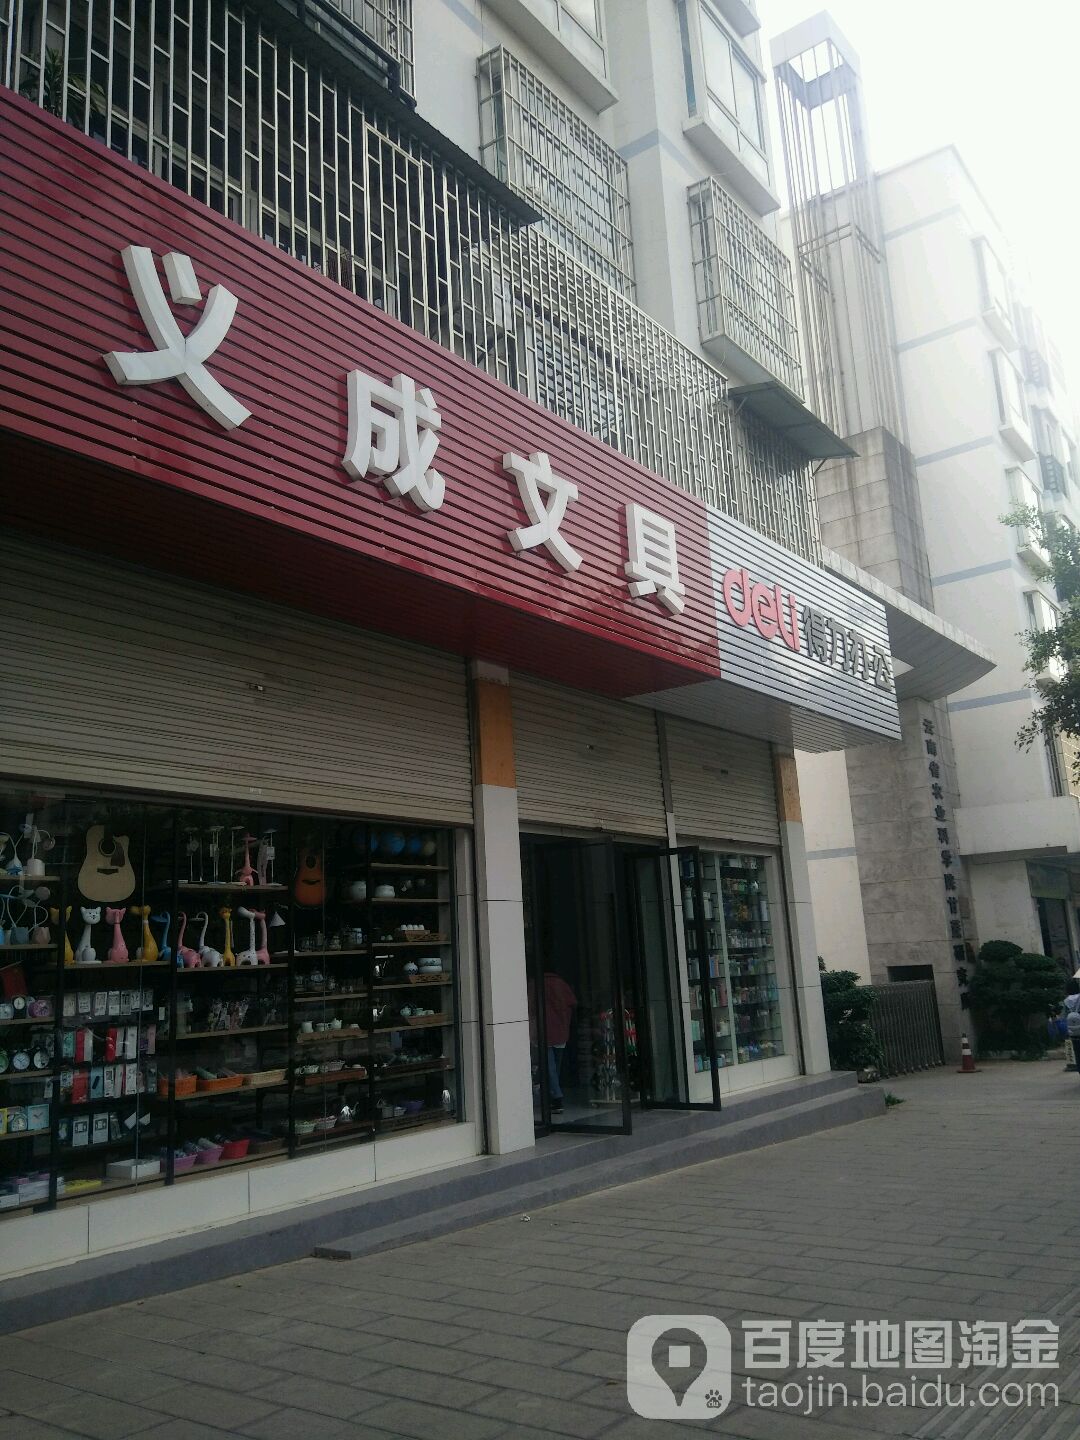 义成文具
deli 得力办公
云南省农业科学院甘蔗研究
百度地图淘金
taojin.baidu.com